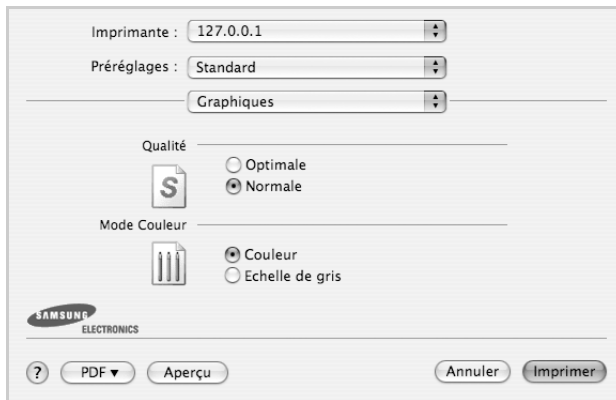 Imprimante : 127.0.0.1
Préréglages : Standard
Graphiques
Qualité
Optimale
Normale
S
Mode Couleur
Couleur
Echelle de gris
SAMSUNG
ELECTRONICS
? PDF Aperçu Annuler Imprimer